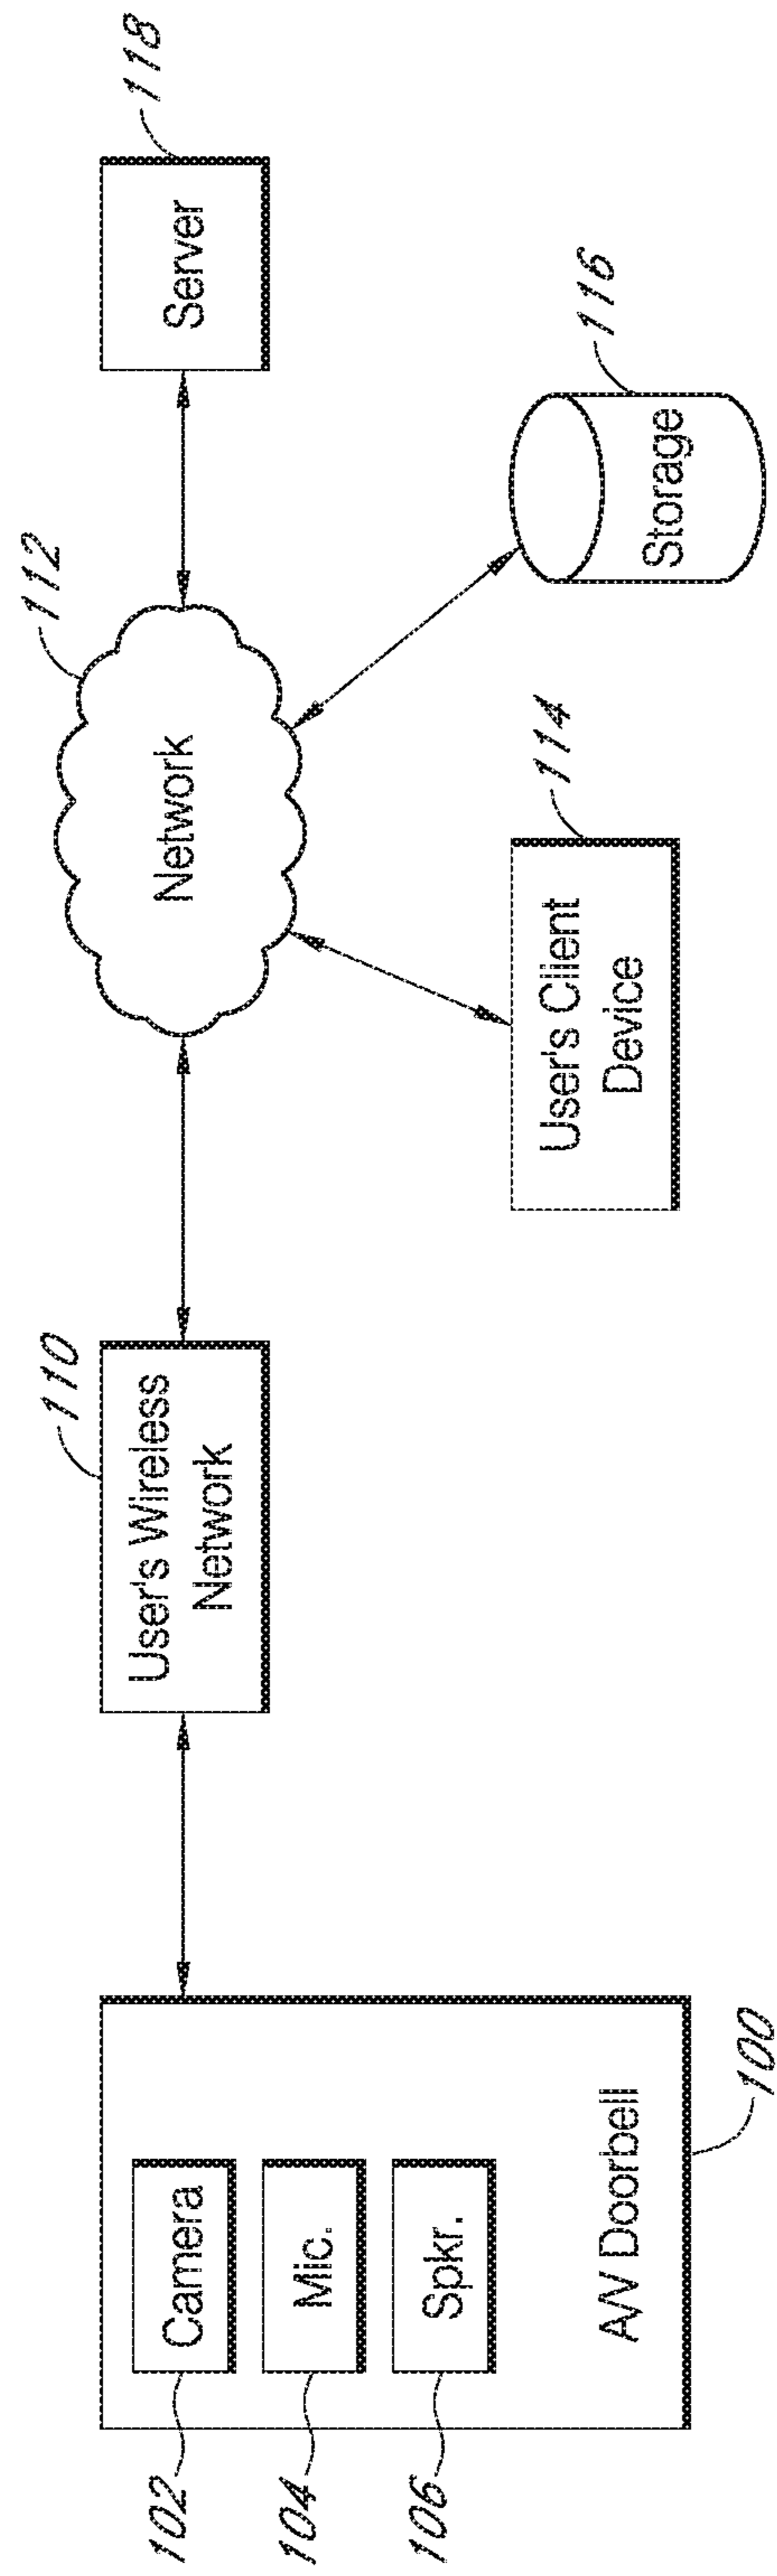 102
Camera
104
Mic.
106
Spkr.
A/V Doorbell
100
110
User's Wireless
Network
112
Network
User's Client
Device
114
Storage
116
Server
118